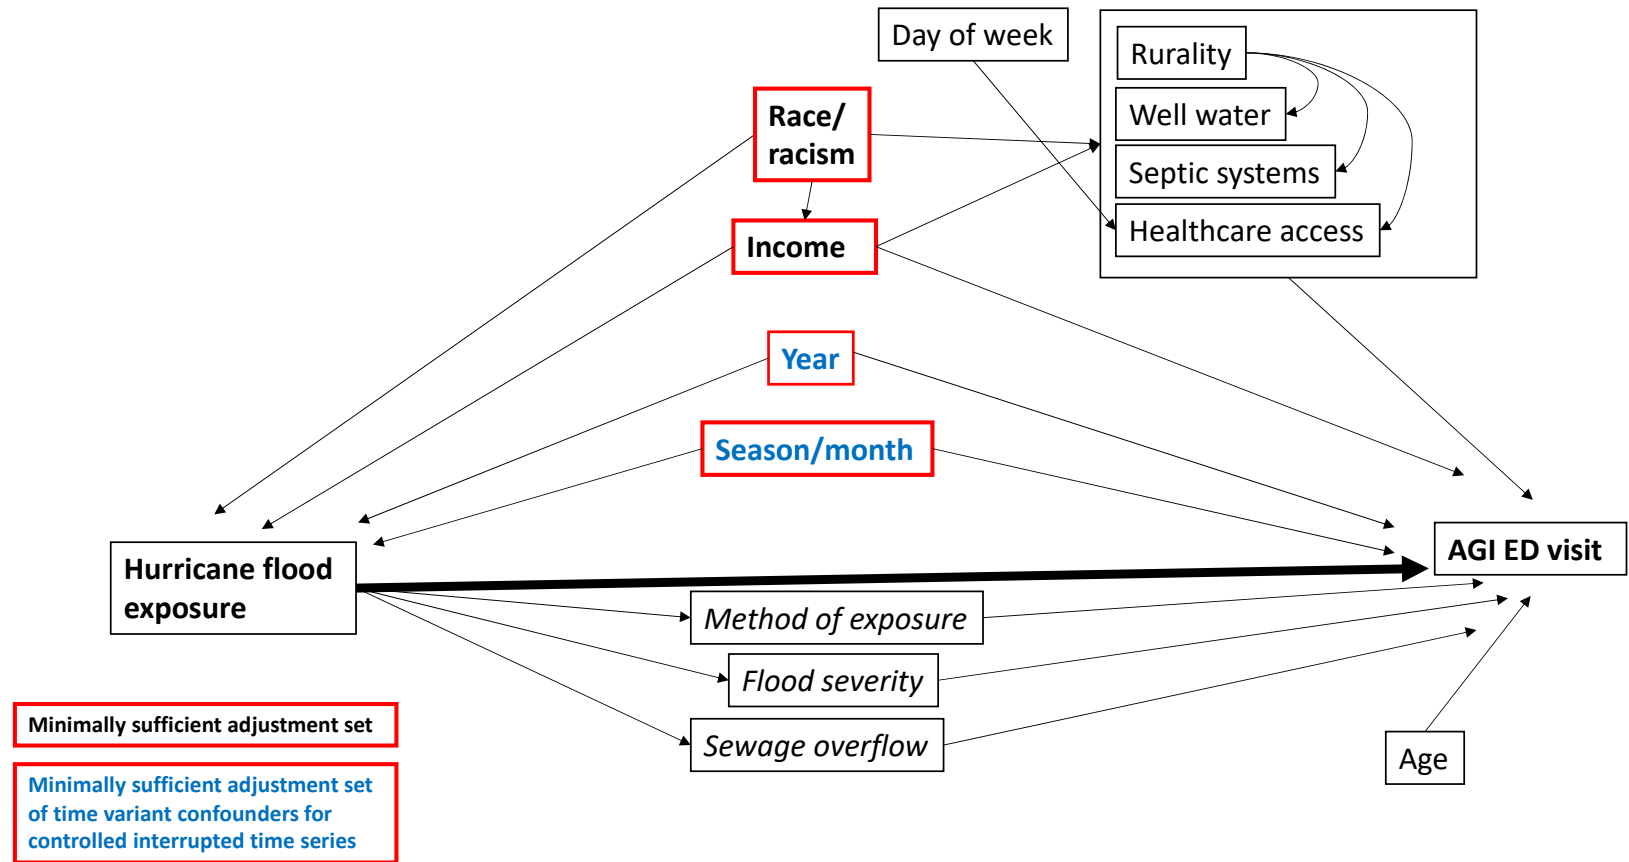 Day of week
Rurality
Well water
Septic systems
Healthcare access
Race/
racism
Income
Year
Season/month
Hurricane flood
exposure
AGI ED visit
Method of exposure
Flood severity
Sewage overflow
Age
Minimally sufficient adjustment set
Minimally sufficient adjustment set
of time variant confounders for
controlled interrupted time series